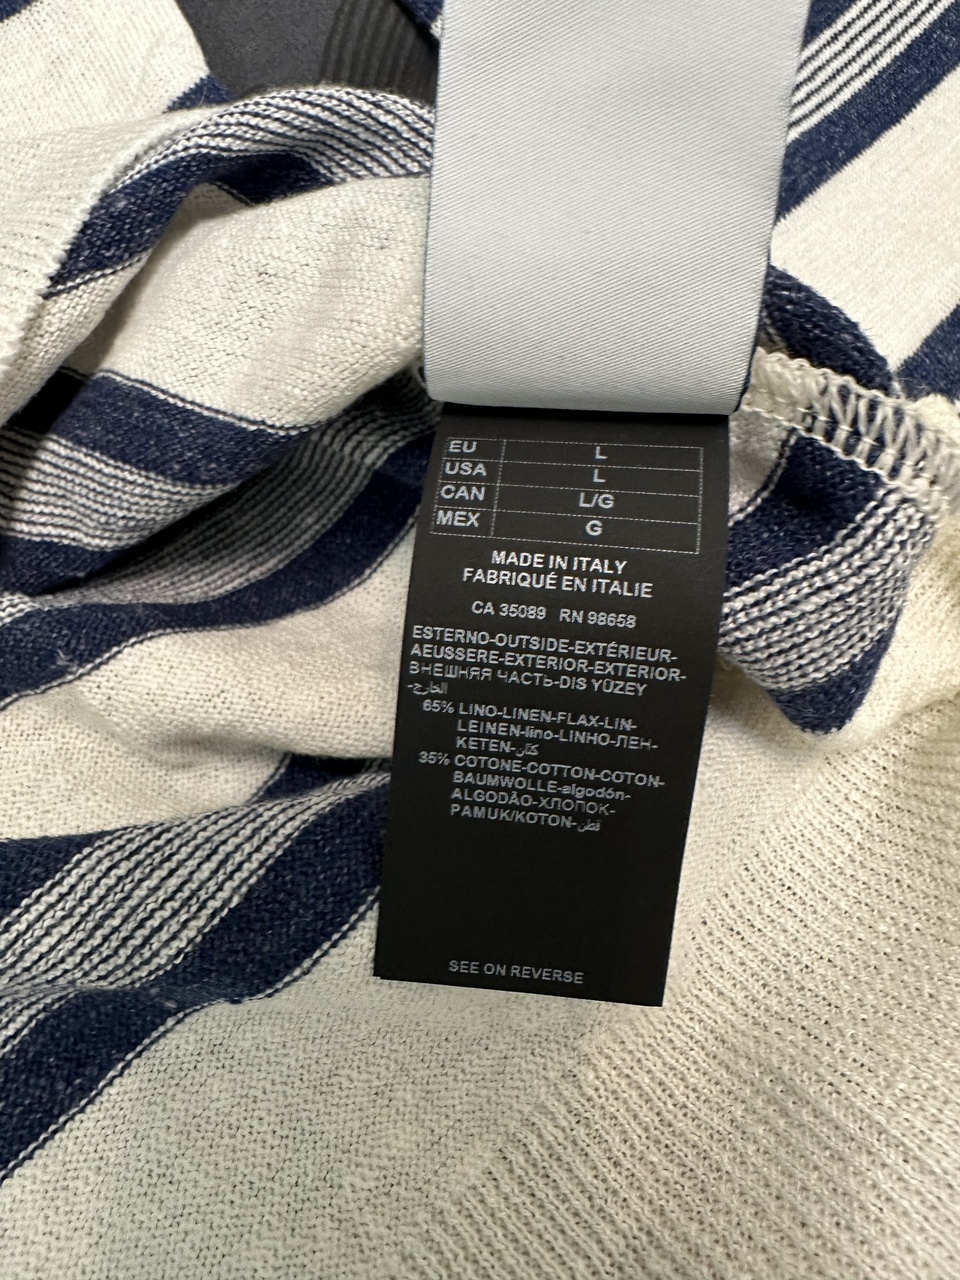 EU L
USA L
CAN L/G
MEX G
MADE IN ITALY
FABRIQUÉ EN ITALIE
CA 35089 RN 98658
ESTERNO-OUTSIDE-EXTÉRIEUR-
AEUSSERE-EXTERIOR-EXTERIOR-
ВНЕШНЯЯ ЧАСТЬ-DIS YÜZEY
-الخارج
65% LINO-LINEN-FLAX-LIN-
LEINEN-lino-LINHO-ЛЕН-
KETEN-كتّان
35% COTONE-COTTON-COTON-
BAUMWOLLE-algodón-
ALGODÃO-ХЛОПОК-
PAMUK/KOTON-قطن
SEE ON REVERSE